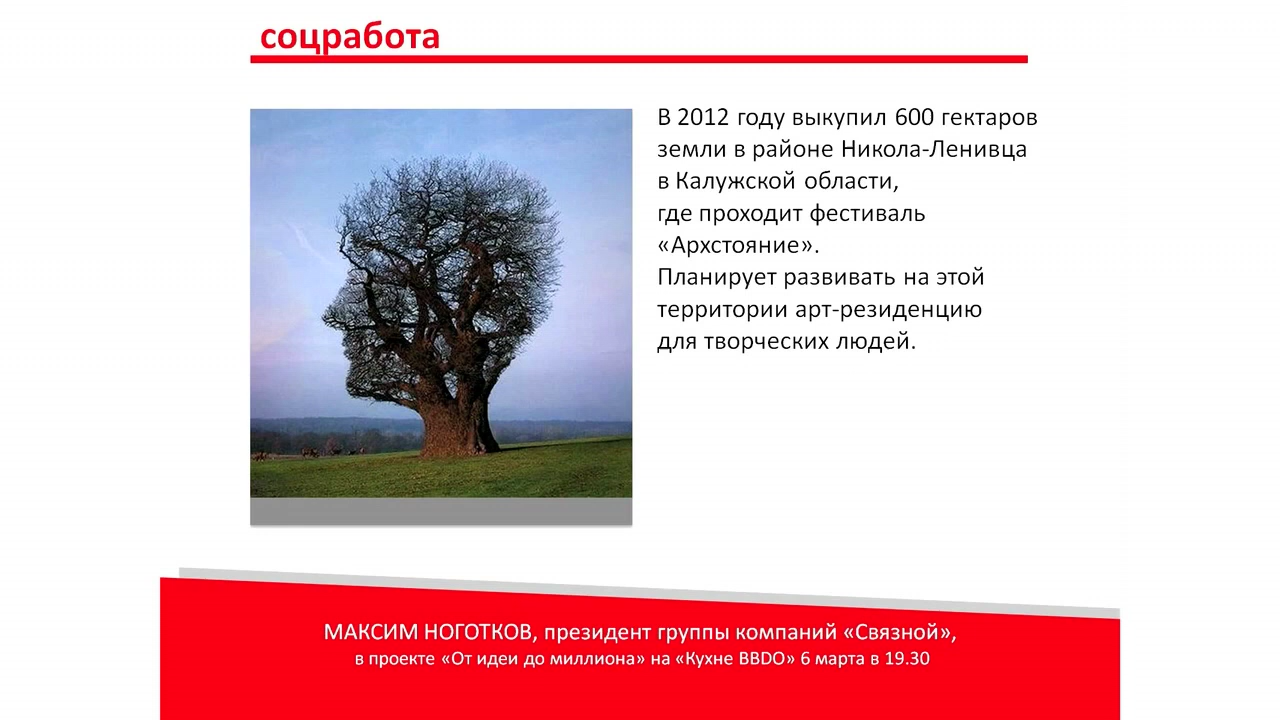 соцработа
В 2012 году выкупил 600 гектаров
земли в районе Никола-Ленивца
в Калужской области,
где проходит фестиваль
«Архстояние».
Планирует развивать на этой
территории арт-резиденцию
для творческих людей.
МАКСИМ НОГОТКОВ, президент группы компаний «Связной»,
в проекте «От идеи до миллиона» на «Кухне BBDO» 6 марта в 19.30